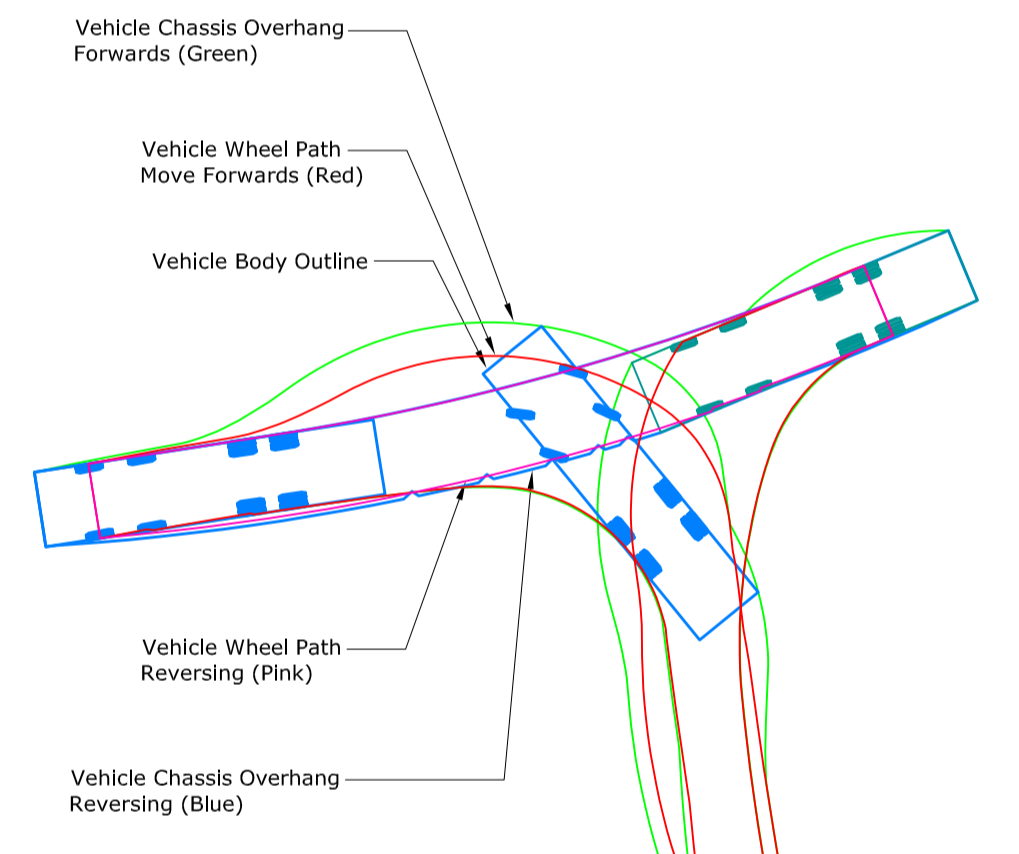 Vehicle Chassis Overhang
Forwards (Green)
Vehicle Wheel Path
Move Forwards (Red)
Vehicle Body Outline
Vehicle Wheel Path
Reversing (Pink)
Vehicle Chassis Overhang
Reversing (Blue)